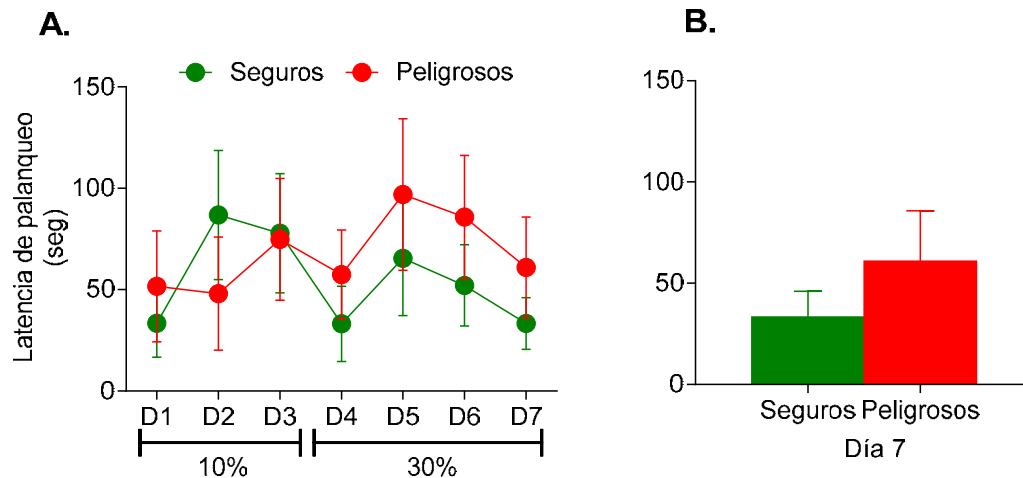 A.
Seguros Peligrosos
Latencia de palanqueo
(seg)
150
100
50
0
D1 D2 D3 D4 D5 D6 D7
10% 30%
B.
150
100
50
0
Seguros Peligrosos
Día 7